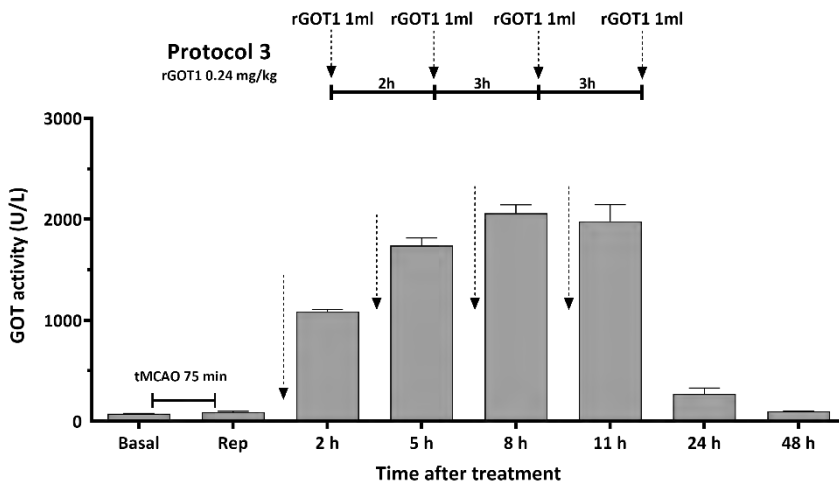 rGOT1 1ml rGOT1 1ml rGOT1 1ml rGOT1 1ml
Protocol 3
rGOT1 0.24 mg/kg
2h 3h 3h
GOT activity (U/L)
3000
2000
1000
0
tMCAO 75 min
Basal Rep 2 h 5 h 8 h 11 h 24 h 48 h
Time after treatment